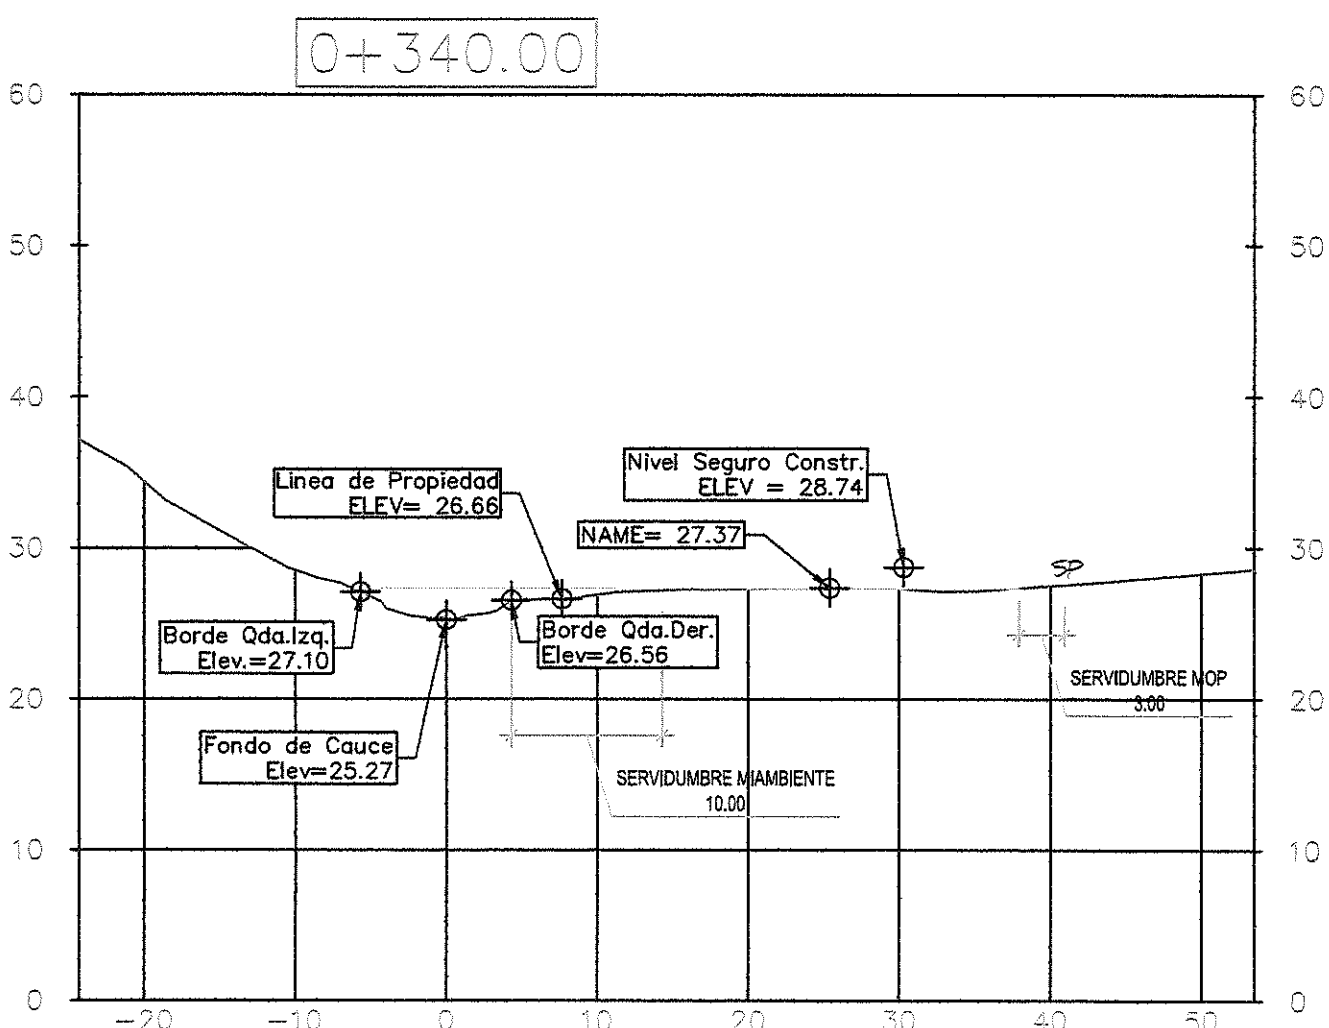 0+340.00
60
60
50
50
40
40
Nivel Seguro Constr.
ELEV = 28.74
Linea de Propiedad
ELEV= 26.66
NAME= 27.37
30
30
SP
Borde Qda.Izq.
Elev.=27.10
Borde Qda.Der.
Elev=26.56
SERVIDUMBRE MOP
3.00
20
20
Fondo de Cauce
Elev=25.27
SERVIDUMBRE MIAMBIENTE
10.00
10
10
0
0
-20
-10
0
10
20
30
40
50